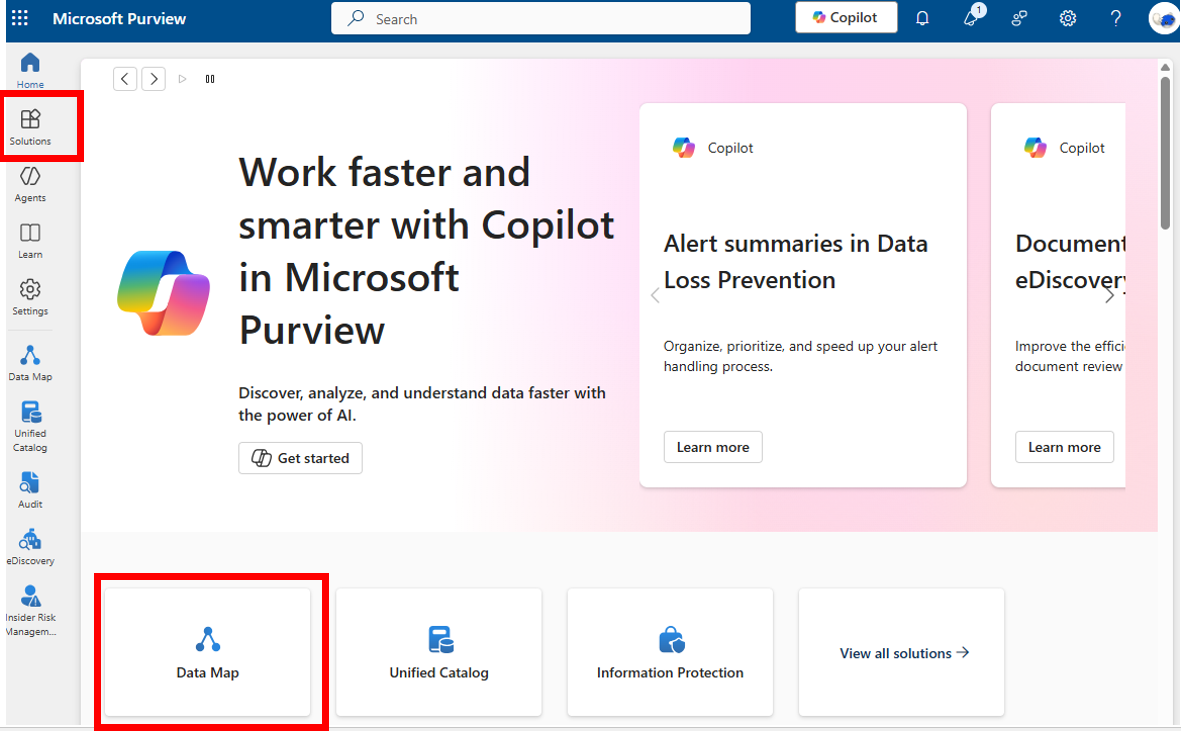 Microsoft Purview
Search
Copilot
1
Home
Solutions
Agents
Learn
Settings
Data Map
Unified
Catalog
Audit
eDiscovery
Insider Risk
Managem...
Work faster and
smarter with Copilot
in Microsoft
Purview
Discover, analyze, and understand data faster with
the power of AI.
Get started
Copilot
Alert summaries in Data
Loss Prevention
Organize, prioritize, and speed up your alert
handling process.
Learn more
Copilot
Document
eDiscovery
Improve the effici
document review
Learn more
Data Map
Unified Catalog
Information Protection
View all solutions →